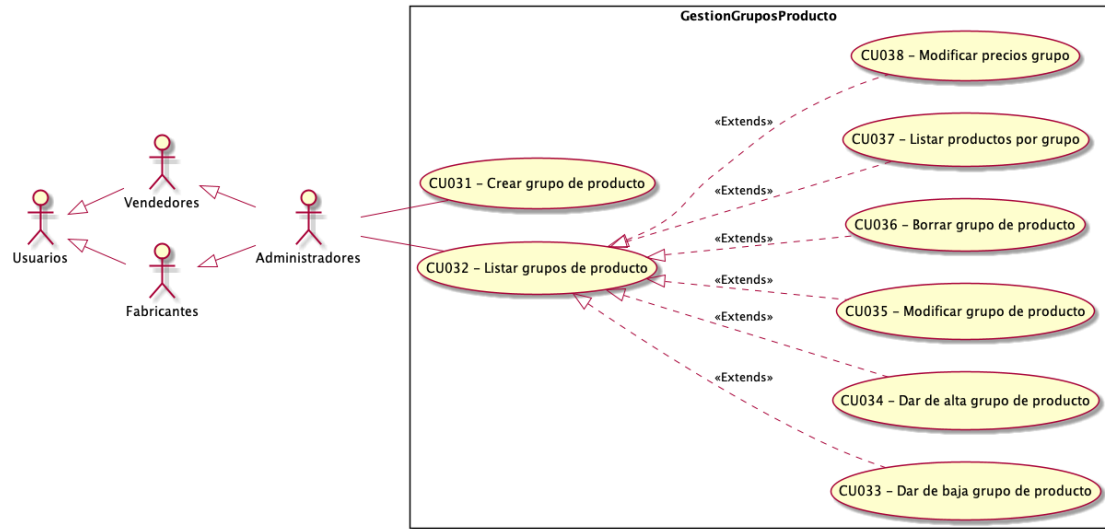 GestionGruposProducto
CU038 – Modificar precios grupo
«Extends»
CU037 – Listar productos por grupo
CU031 – Crear grupo de producto
«Extends»
Vendedores
CU036 – Borrar grupo de producto
«Extends»
Usuarios
Administradores
CU032 – Listar grupos de producto
Fabricantes
«Extends»
CU035 – Modificar grupo de producto
«Extends»
«Extends»
CU034 – Dar de alta grupo de producto
CU033 – Dar de baja grupo de producto